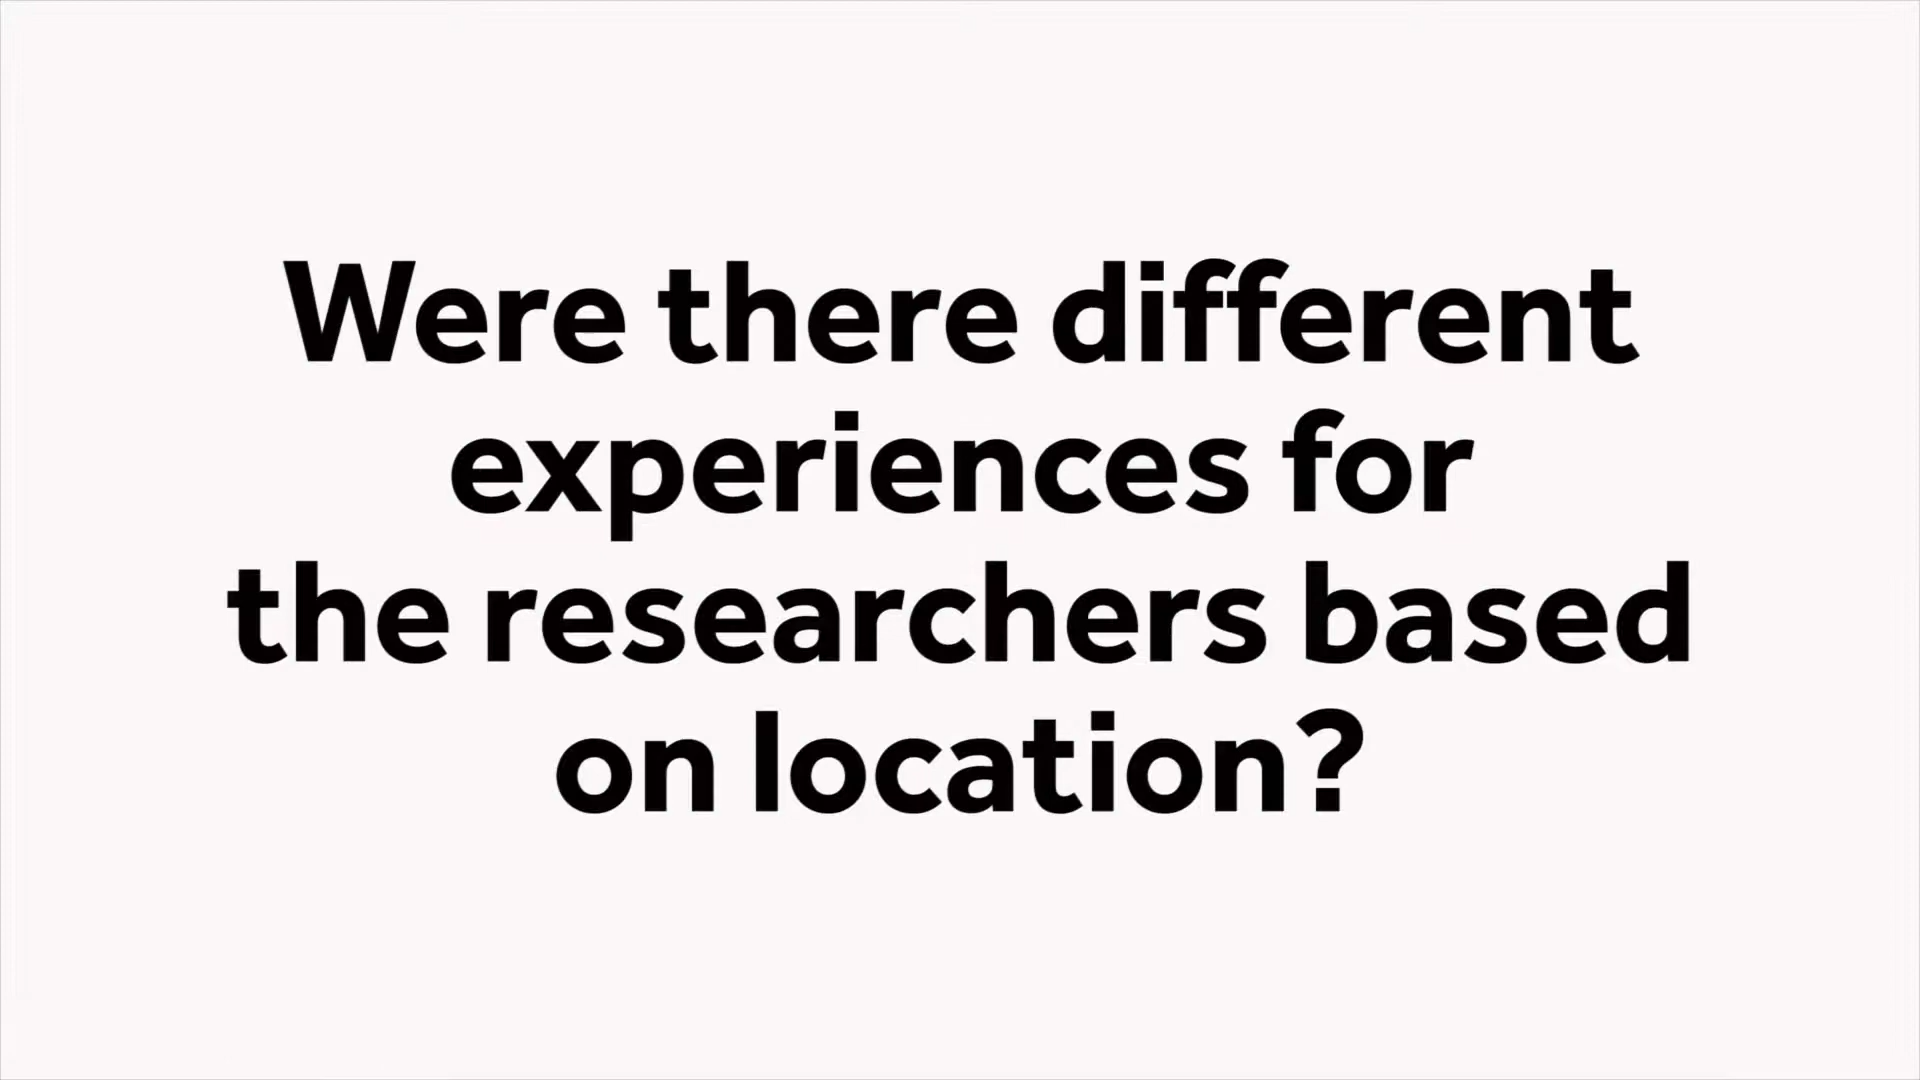 Were there different
experiences for
the researchers based
on location?